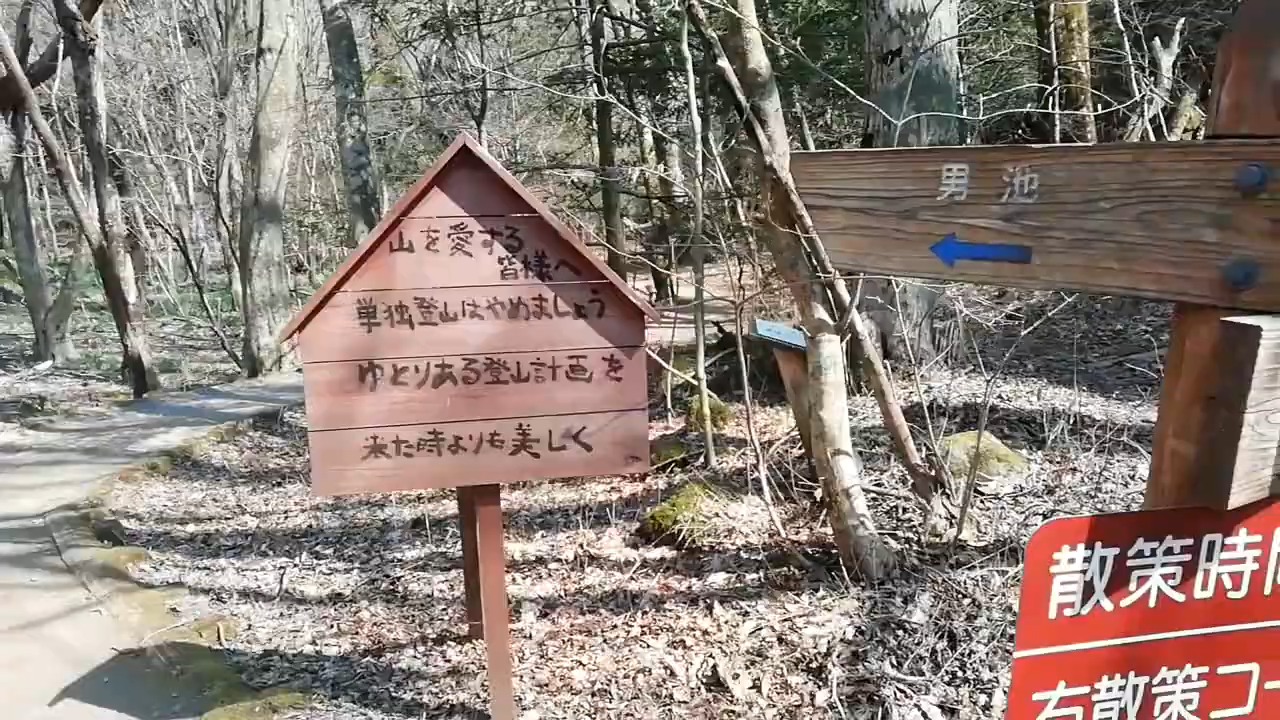 山を愛する
皆様へ
単独登山はやめましょう
ゆとりある登山計画を
来た時よりも美しく
男池
散策時
右散策コー